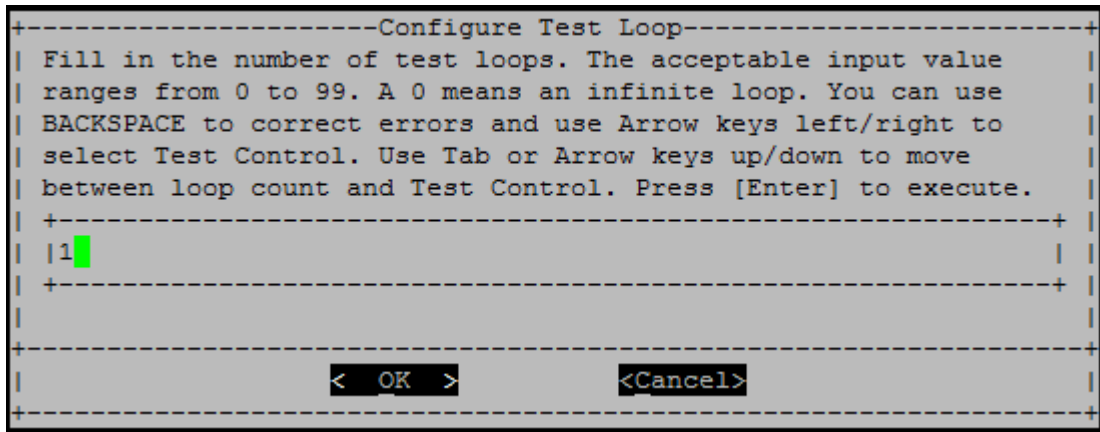 Configure Test Loop
Fill in the number of test loops. The acceptable input value
ranges from 0 to 99. A 0 means an infinite loop. You can use
BACKSPACE to correct errors and use Arrow keys left/right to
select Test Control. Use Tab or Arrow keys up/down to move
between loop count and Test Control. Press [Enter] to execute.
1
< OK > <Cancel>